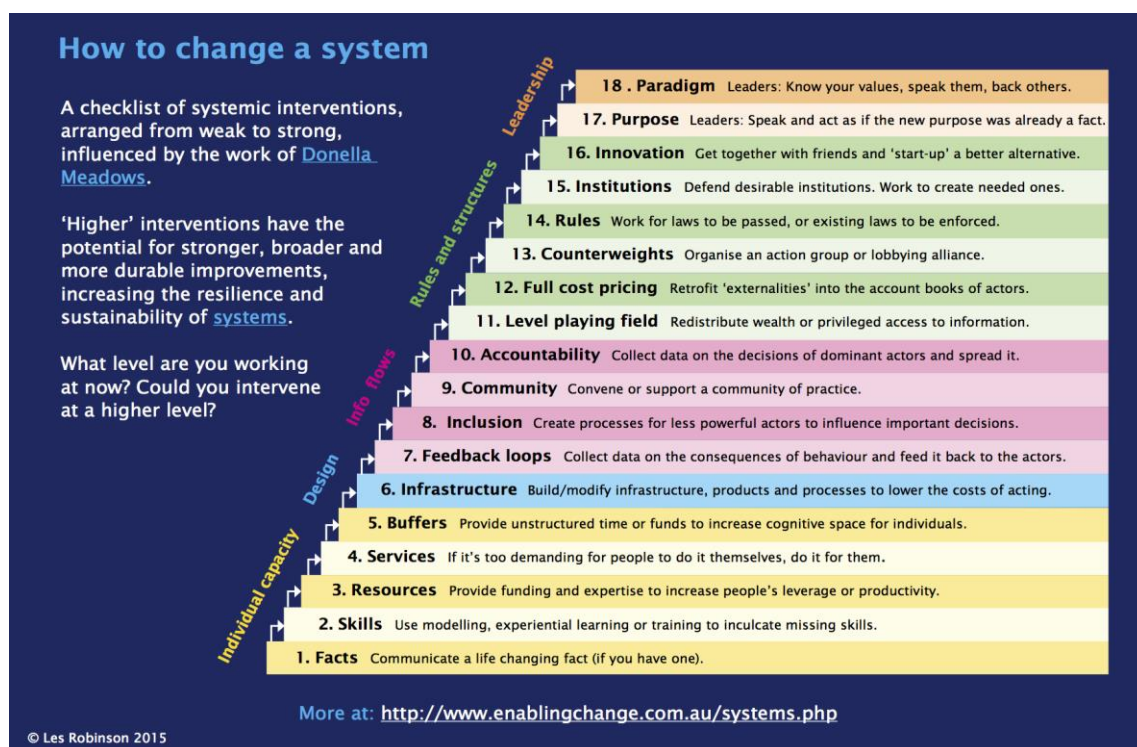 How to change a system
A checklist of systemic interventions,
arranged from weak to strong,
influenced by the work of Donella
Meadows.
‘Higher’ interventions have the
potential for stronger, broader and
more durable improvements,
increasing the resilience and
sustainability of systems.
What level are you working
at now? Could you intervene
at a higher level?
Leadership
18 . Paradigm Leaders: Know your values, speak them, back others.
17. Purpose Leaders: Speak and act as if the new purpose was already a fact.
Rules and structures
16. Innovation Get together with friends and ‘start-up’ a better alternative.
15. Institutions Defend desirable institutions. Work to create needed ones.
14. Rules Work for laws to be passed, or existing laws to be enforced.
13. Counterweights Organise an action group or lobbying alliance.
12. Full cost pricing Retrofit ‘externalities’ into the account books of actors.
11. Level playing field Redistribute wealth or privileged access to information.
Info flows
10. Accountability Collect data on the decisions of dominant actors and spread it.
9. Community Convene or support a community of practice.
8. Inclusion Create processes for less powerful actors to influence important decisions.
7. Feedback loops Collect data on the consequences of behaviour and feed it back to the actors.
Design
6. Infrastructure Build/modify infrastructure, products and processes to lower the costs of acting.
Individual capacity
5. Buffers Provide unstructured time or funds to increase cognitive space for individuals.
4. Services If it’s too demanding for people to do it themselves, do it for them.
3. Resources Provide funding and expertise to increase people’s leverage or productivity.
2. Skills Use modelling, experiential learning or training to inculcate missing skills.
1. Facts Communicate a life changing fact (if you have one).
More at: http://www.enablingchange.com.au/systems.php
© Les Robinson 2015